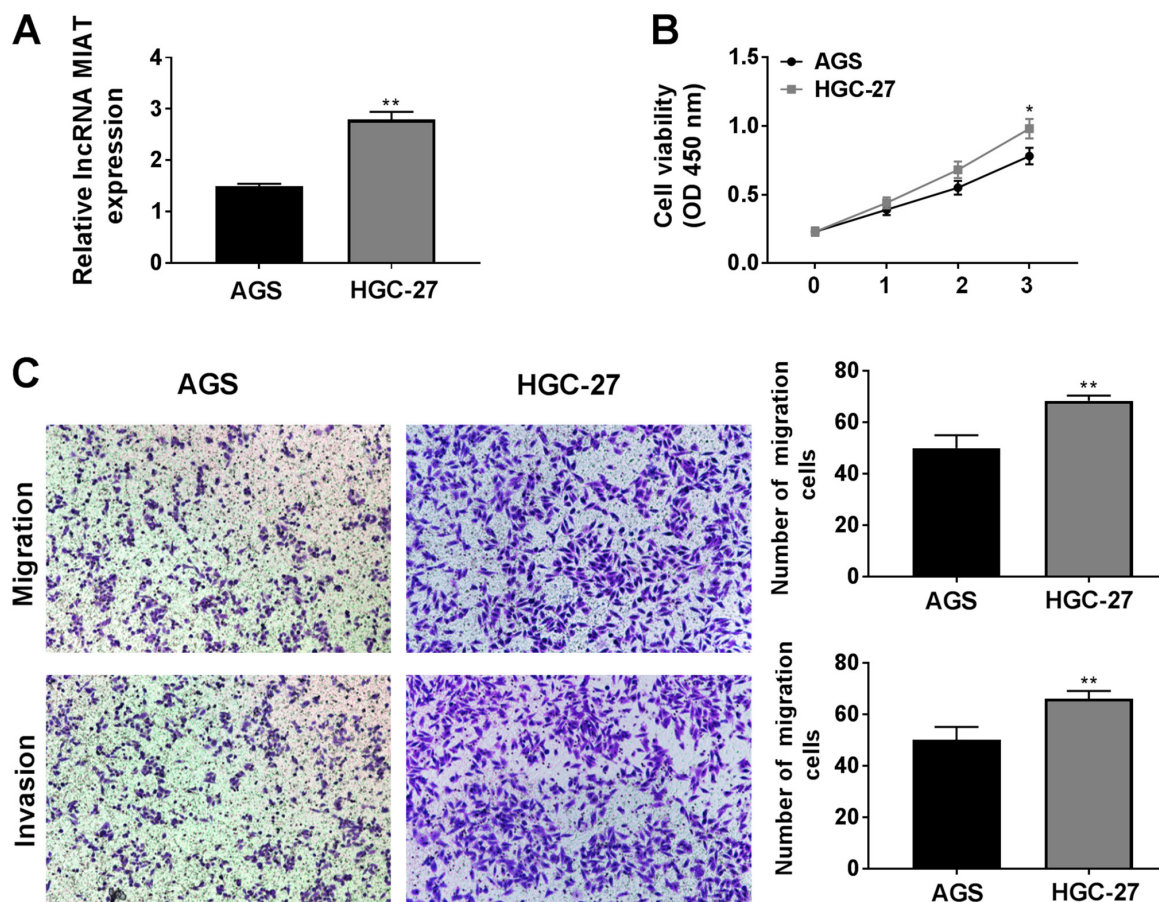 A
Relative lncRNA MIAT
expression
4
3
2
1
0
**
AGS
HGC-27
B
Cell viability
(OD 450 nm)
1.5
1.0
0.5
0.0
AGS
HGC-27
*
0
1
2
3
C
AGS
HGC-27
Migration
Invasion
Number of migration
cells
80
60
40
20
0
**
AGS
HGC-27
Number of migration
cells
80
60
40
20
0
**
AGS
HGC-27